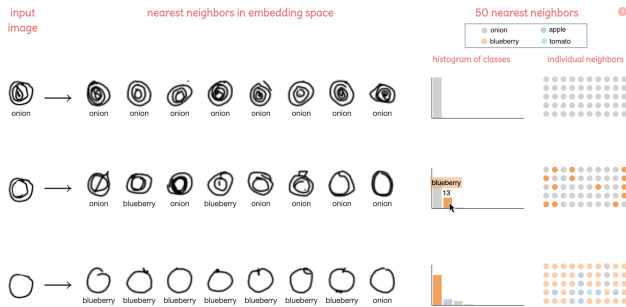 input image
nearest neighbors in embedding space
50 nearest neighbors
?
onion apple
blueberry tomato
histogram of classes
individual neighbors
onion onion onion onion onion onion onion onion onion
blueberry
13
onion onion blueberry onion blueberry onion onion onion onion
onion blueberry blueberry blueberry blueberry blueberry blueberry blueberry onion